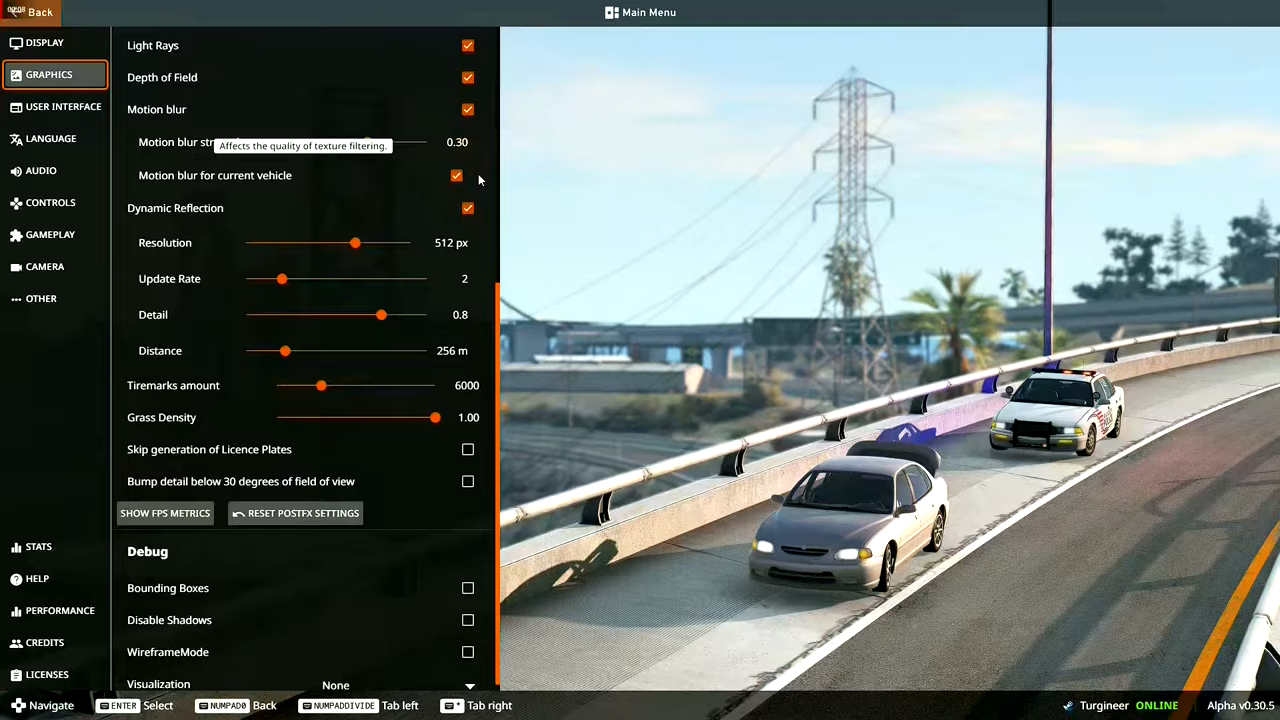 Back
Main Menu
DISPLAY
GRAPHICS
USER INTERFACE
LANGUAGE
AUDIO
CONTROLS
GAMEPLAY
CAMERA
OTHER
STATS
HELP
PERFORMANCE
CREDITS
LICENSES
Light Rays
Depth of Field
Motion blur
Motion blur str 0.30
Affects the quality of texture filtering.
Motion blur for current vehicle
Dynamic Reflection
Resolution 512 px
Update Rate 2
Detail 0.8
Distance 256 m
Tiremarks amount 6000
Grass Density 1.00
Skip generation of Licence Plates
Bump detail below 30 degrees of field of view
SHOW FPS METRICS RESET POSTFX SETTINGS
Debug
Bounding Boxes
Disable Shadows
WireframeMode
Visualization None
Navigate ENTER Select NUMPAD0 Back NUMPADDIVIDE Tab left * Tab right Turgineer ONLINE Alpha v0.30.5